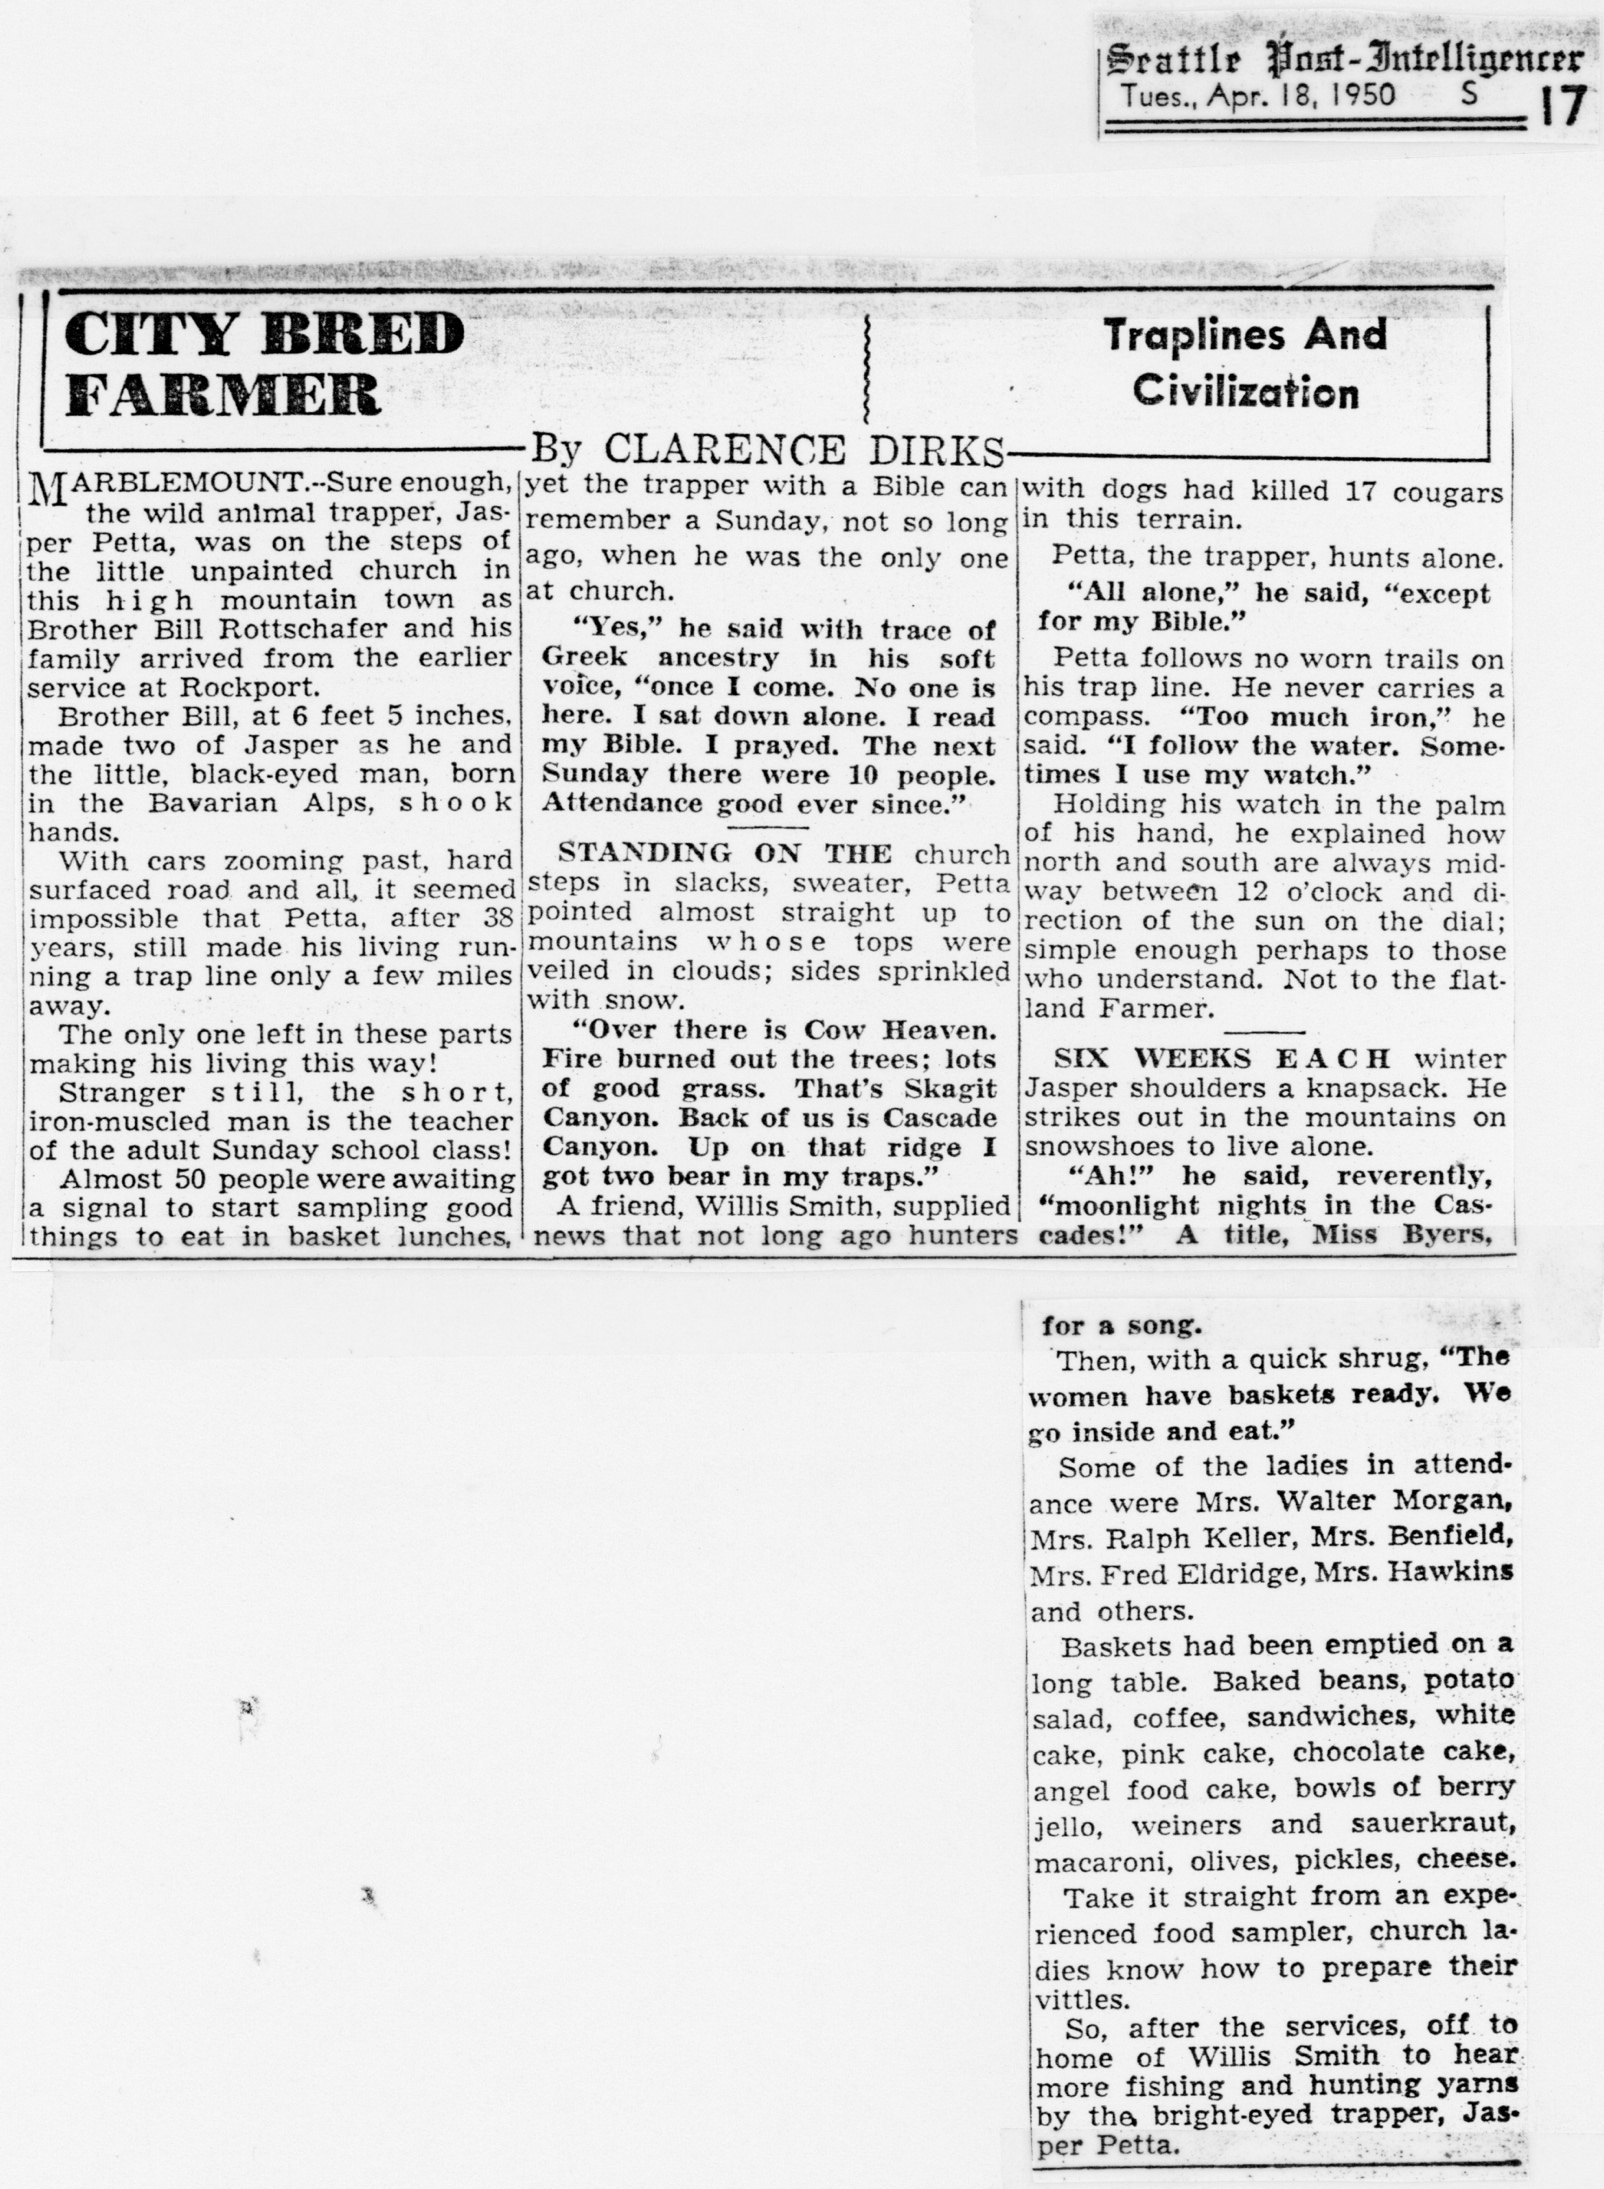 Seattle Post-Intelligencer
Tues., Apr. 18, 1950 S 17
CITY BRED
FARMER
Traplines And
Civilization
By CLARENCE DIRKS
MARBLEMOUNT.--Sure enough,
the wild animal trapper, Jas-
per Petta, was on the steps of
the little unpainted church in
this high mountain town as
Brother Bill Rottschafer and his
family arrived from the earlier
service at Rockport.
Brother Bill, at 6 feet 5 inches,
made two of Jasper as he and
the little, black-eyed man, born
in the Bavarian Alps, shook
hands.
With cars zooming past, hard
surfaced road and all, it seemed
impossible that Petta, after 38
years, still made his living run-
ning a trap line only a few miles
away.
The only one left in these parts
making his living this way!
Stranger still, the short,
iron-muscled man is the teacher
of the adult Sunday school class!
Almost 50 people were awaiting
a signal to start sampling good
things to eat in basket lunches,
yet the trapper with a Bible can
remember a Sunday, not so long
ago, when he was the only one
at church.
"Yes," he said with trace of
Greek ancestry in his soft
voice, "once I come. No one is
here. I sat down alone. I read
my Bible. I prayed. The next
Sunday there were 10 people.
Attendance good ever since."
STANDING ON THE church
steps in slacks, sweater, Petta
pointed almost straight up to
mountains whose tops were
veiled in clouds; sides sprinkled
with snow.
"Over there is Cow Heaven.
Fire burned out the trees; lots
of good grass. That's Skagit
Canyon. Back of us is Cascade
Canyon. Up on that ridge I
got two bear in my traps."
A friend, Willis Smith, supplied
news that not long ago hunters
with dogs had killed 17 cougars
in this terrain.
Petta, the trapper, hunts alone.
"All alone," he said, "except
for my Bible."
Petta follows no worn trails on
his trap line. He never carries a
compass. "Too much iron," he
said. "I follow the water. Some-
times I use my watch."
Holding his watch in the palm
of his hand, he explained how
north and south are always mid-
way between 12 o'clock and di-
rection of the sun on the dial;
simple enough perhaps to those
who understand. Not to the flat-
land Farmer.
SIX WEEKS EACH winter
Jasper shoulders a knapsack. He
strikes out in the mountains on
snowshoes to live alone.
"Ah!" he said, reverently,
"moonlight nights in the Cas-
cades!" A title, Miss Byers,
for a song.
Then, with a quick shrug, "The
women have baskets ready. We
go inside and eat."
Some of the ladies in attend-
ance were Mrs. Walter Morgan,
Mrs. Ralph Keller, Mrs. Benfield,
Mrs. Fred Eldridge, Mrs. Hawkins
and others.
Baskets had been emptied on a
long table. Baked beans, potato
salad, coffee, sandwiches, white
cake, pink cake, chocolate cake,
angel food cake, bowls of berry
jello, weiners and sauerkraut,
macaroni, olives, pickles, cheese.
Take it straight from an expe-
rienced food sampler, church la-
dies know how to prepare their
vittles.
So, after the services, off to
home of Willis Smith to hear
more fishing and hunting yarns
by the bright-eyed trapper, Jas-
per Petta.